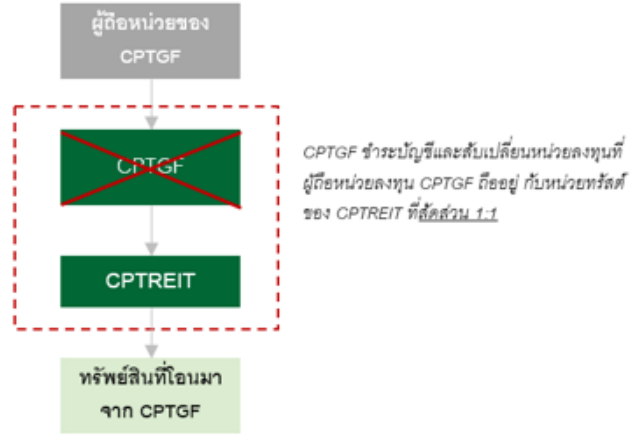 ผู้ถือหน่วยของ
CPTGF
CPTGF
CPTGF ชำระบัญชีและสับเปลี่ยนหน่วยลงทุนที่
ผู้ถือหน่วยลงทุน CPTGF ถืออยู่ กับหน่วยทรัสต์
ของ CPTREIT ที่สัดส่วน 1:1
CPTREIT
ทรัพย์สินที่โอนมา
จาก CPTGF